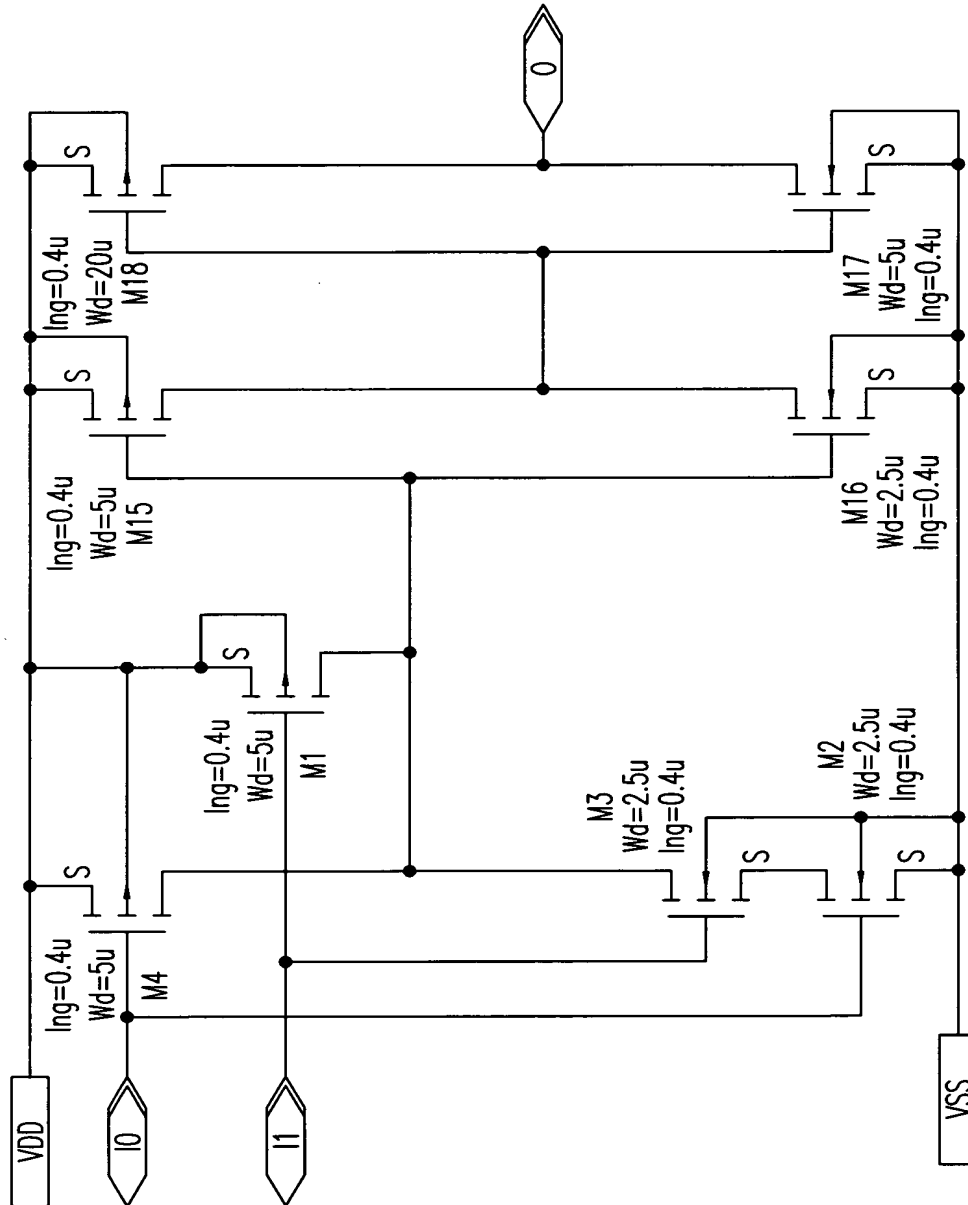 VDD
I0
I1
VSS
lng=0.4u
Wd=5u
M4
lng=0.4u
Wd=5u
M1
M3
Wd=2.5u
lng=0.4u
M2
Wd=2.5u
lng=0.4u
lng=0.4u
Wd=5u
M15
M16
Wd=2.5u
lng=0.4u
lng=0.4u
Wd=20u
M18
M17
Wd=5u
lng=0.4u
S
S
S
S
S
S
S
S
O